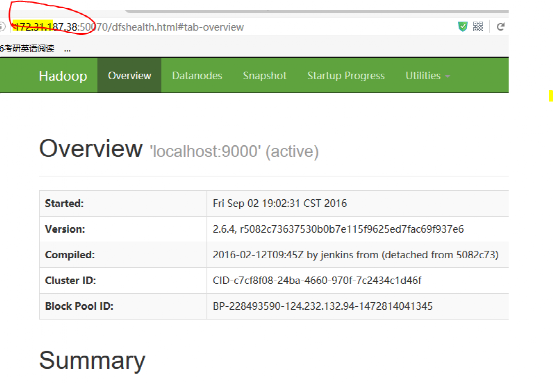 172.31.187.38:50070/dfshealth.html#tab-overview
6考研英语阅读 ...
Hadoop Overview Datanodes Snapshot Startup Progress Utilities
Overview 'localhost:9000' (active)
Started: Fri Sep 02 19:02:31 CST 2016
Version: 2.6.4, r5082c73637530b0b7e115f9625ed7fac69f937e6
Compiled: 2016-02-12T09:45Z by jenkins from (detached from 5082c73)
Cluster ID: CID-c7cf8f08-24ba-4660-970f-7c2434c1d46f
Block Pool ID: BP-228493590-124.232.132.94-1472814041345
Summary